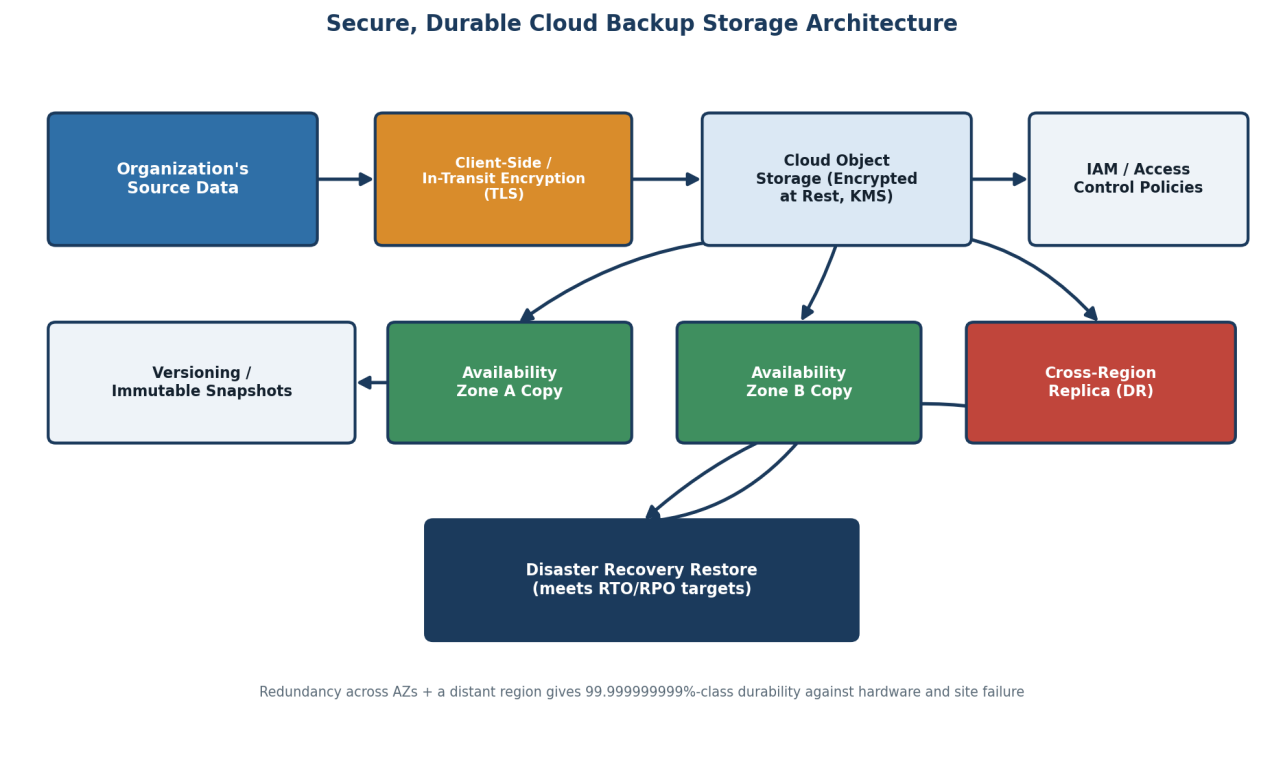 Secure, Durable Cloud Backup Storage Architecture
Organization's
Source Data
Client-Side /
In-Transit Encryption
(TLS)
Cloud Object
Storage (Encrypted
at Rest, KMS)
IAM / Access
Control Policies
Versioning /
Immutable Snapshots
Availability
Zone A Copy
Availability
Zone B Copy
Cross-Region
Replica (DR)
Disaster Recovery Restore
(meets RTO/RPO targets)
Redundancy across AZs + a distant region gives 99.999999999%-class durability against hardware and site failure